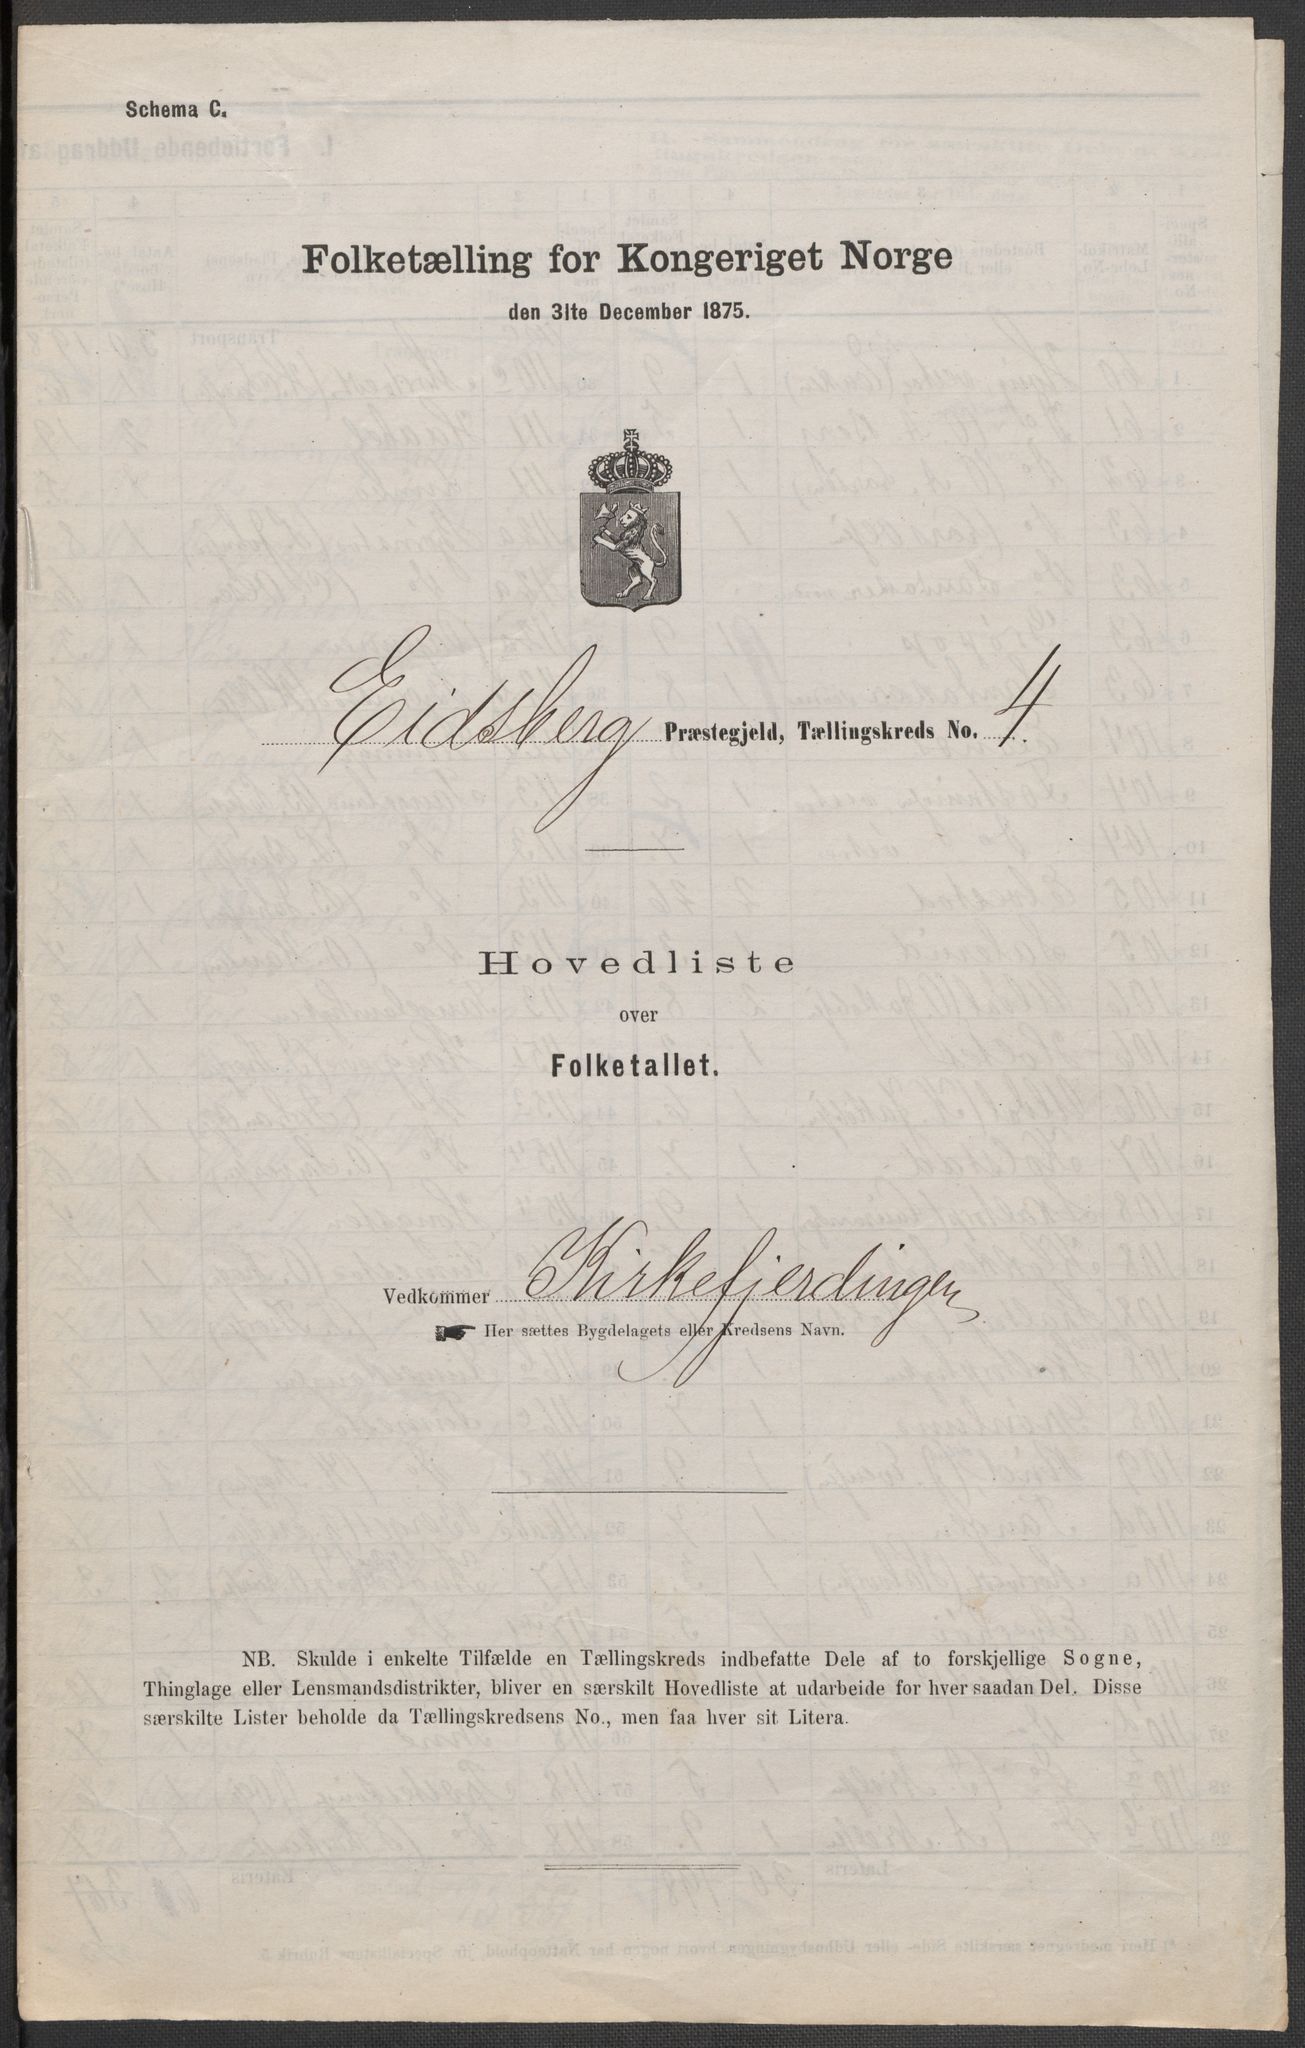 Schema C.
Folketælling for Kongeriget Norge
den 31te December 1875.
Eidsberg Præstegjeld, Tællingskreds No. 4.
Hovedliste
over
Folketallet.
Vedkommer Kirkefjerdingen
Her sættes Bygdelagets eller Kredsens Navn.
NB. Skulde i enkelte Tilfælde en Tællingskreds indbefatte Dele af to forskjellige Sogne,
Thinglage eller Lensmandsdistrikter, bliver en særskilt Hovedliste at udarbeide for hver saadan Del. Disse
særskilte Lister beholde da Tællingskredsens No., men faa hver sit Litera.